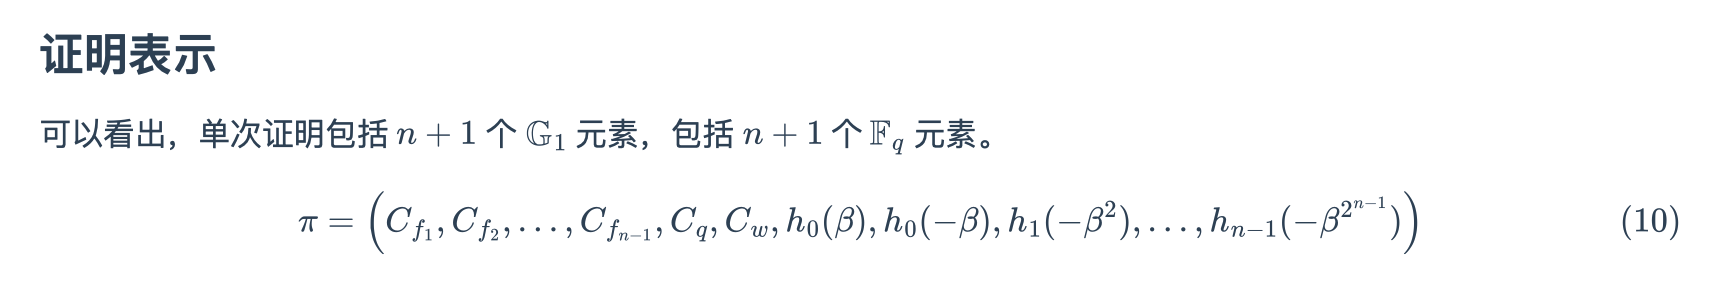 证明表示
可以看出，单次证明包括 $n + 1$ 个 $\mathbb{G}_1$ 元素，包括 $n + 1$ 个 $\mathbb{F}_q$ 元素。
$\pi = \left(C_{f_1}, C_{f_2}, \ldots, C_{f_{n-1}}, C_q, C_w, h_0(\beta), h_0(-\beta), h_1(-\beta^2), \ldots, h_{n-1}(-\beta^{2^{n-1}})\right)$ (10)